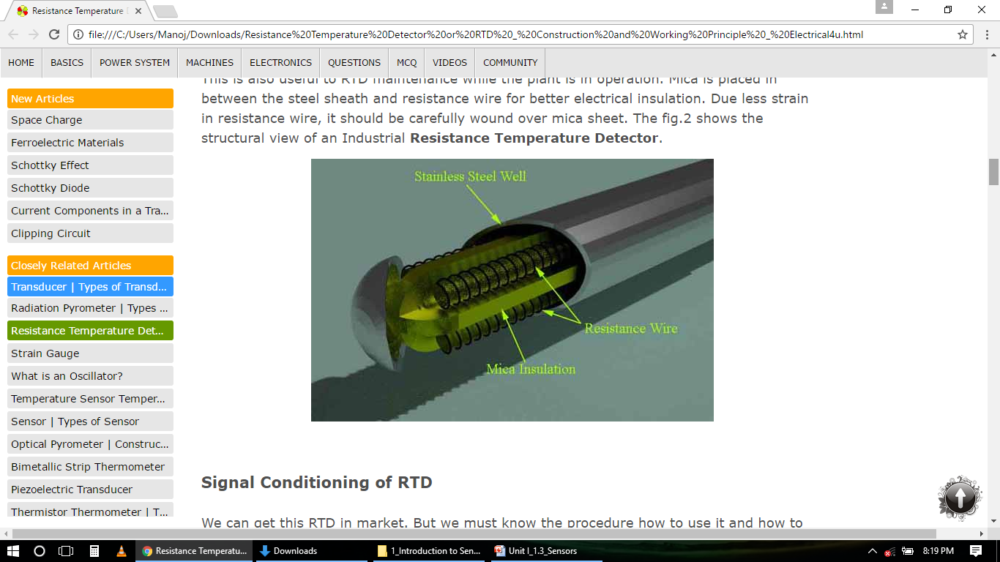 Resistance Temperature D
file:///C:/Users/Manoj/Downloads/Resistance%20Temperature%20Detector%20or%20RTD%20_%20Construction%20and%20Working%20Principle%20_%20Electrical4u.html
HOME BASICS POWER SYSTEM MACHINES ELECTRONICS QUESTIONS MCQ VIDEOS COMMUNITY
New Articles
Space Charge
Ferroelectric Materials
Schottky Effect
Schottky Diode
Current Components in a Tra...
Clipping Circuit
Closely Related Articles
Transducer | Types of Transd...
Radiation Pyrometer | Types ...
Resistance Temperature Det...
Strain Gauge
What is an Oscillator?
Temperature Sensor Temper...
Sensor | Types of Sensor
Optical Pyrometer | Construc...
Bimetallic Strip Thermometer
Piezoelectric Transducer
Thermistor Thermometer | T...
This is also useful to RTD maintenance while the plant is in operation. Mica is placed in
between the steel sheath and resistance wire for better electrical insulation. Due less strain
in resistance wire, it should be carefully wound over mica sheet. The fig.2 shows the
structural view of an Industrial Resistance Temperature Detector.
Stainless Steel Well
Resistance Wire
Mica Insulation
Signal Conditioning of RTD
We can get this RTD in market. But we must know the procedure how to use it and how to
Resistance Temperatu...
Downloads
1_Introduction to Sen...
Unit I_1.3_Sensors
8:19 PM